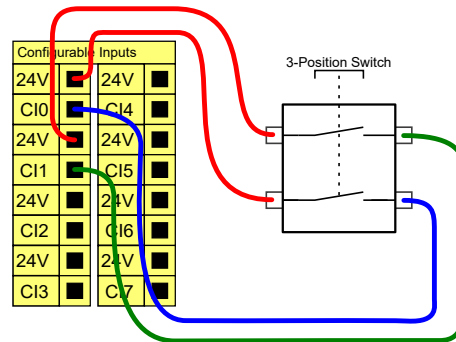 Configurable Inputs
24V 24V
CI0 CI4
24V 24V
CI1 CI5
24V 24V
CI2 CI6
24V 24V
CI3 CI7
3-Position Switch